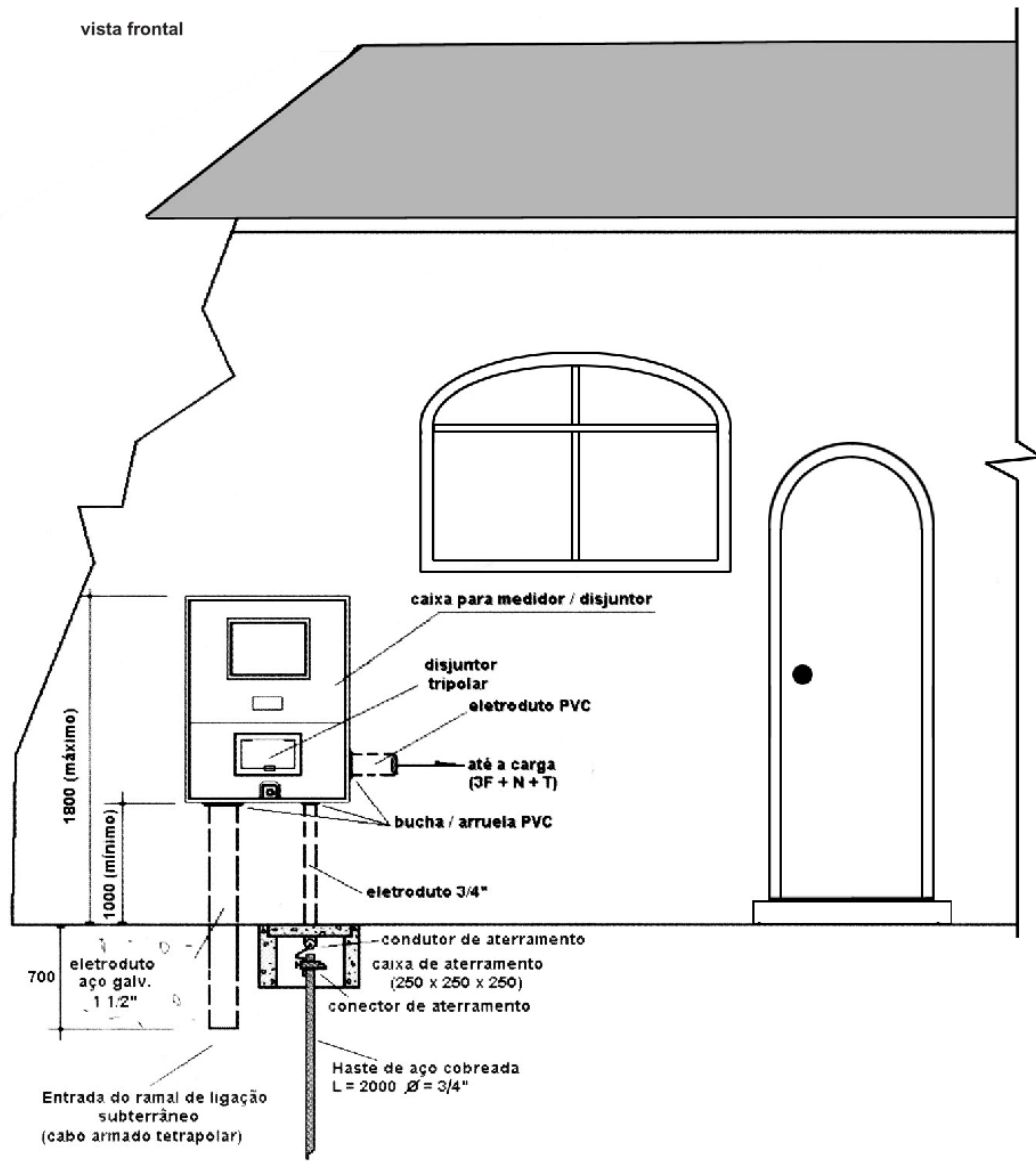 vista frontal
caixa para medidor / disjuntor
disjuntor
tripolar
eletroduto PVC
até a carga
(3F + N + T)
bucha / arruela PVC
1800 (máximo)
1000 (mínimo)
eletroduto 3/4"
condutor de aterramento
caixa de aterramento
(250 x 250 x 250)
conector de aterramento
700
eletroduto
aço galv.
1 1/2"
Haste de aço cobreada
L = 2000 Ø = 3/4"
Entrada do ramal de ligação
subterrâneo
(cabo armado tetrapolar)